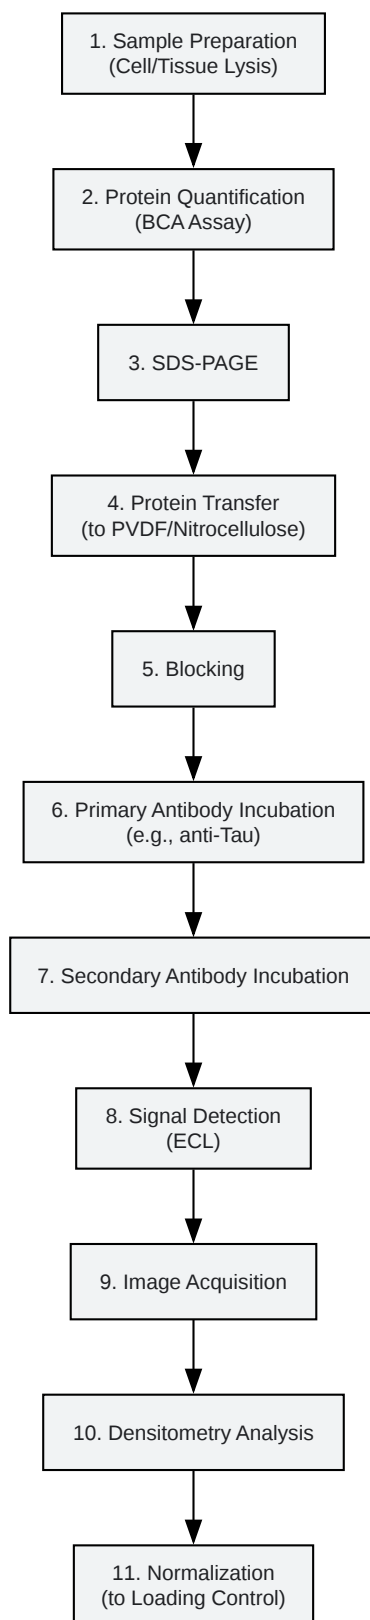 1. Sample Preparation
(Cell/Tissue Lysis)
2. Protein Quantification
(BCA Assay)
3. SDS-PAGE
4. Protein Transfer
(to PVDF/Nitrocellulose)
5. Blocking
6. Primary Antibody Incubation
(e.g., anti-Tau)
7. Secondary Antibody Incubation
8. Signal Detection
(ECL)
9. Image Acquisition
10. Densitometry Analysis
11. Normalization
(to Loading Control)